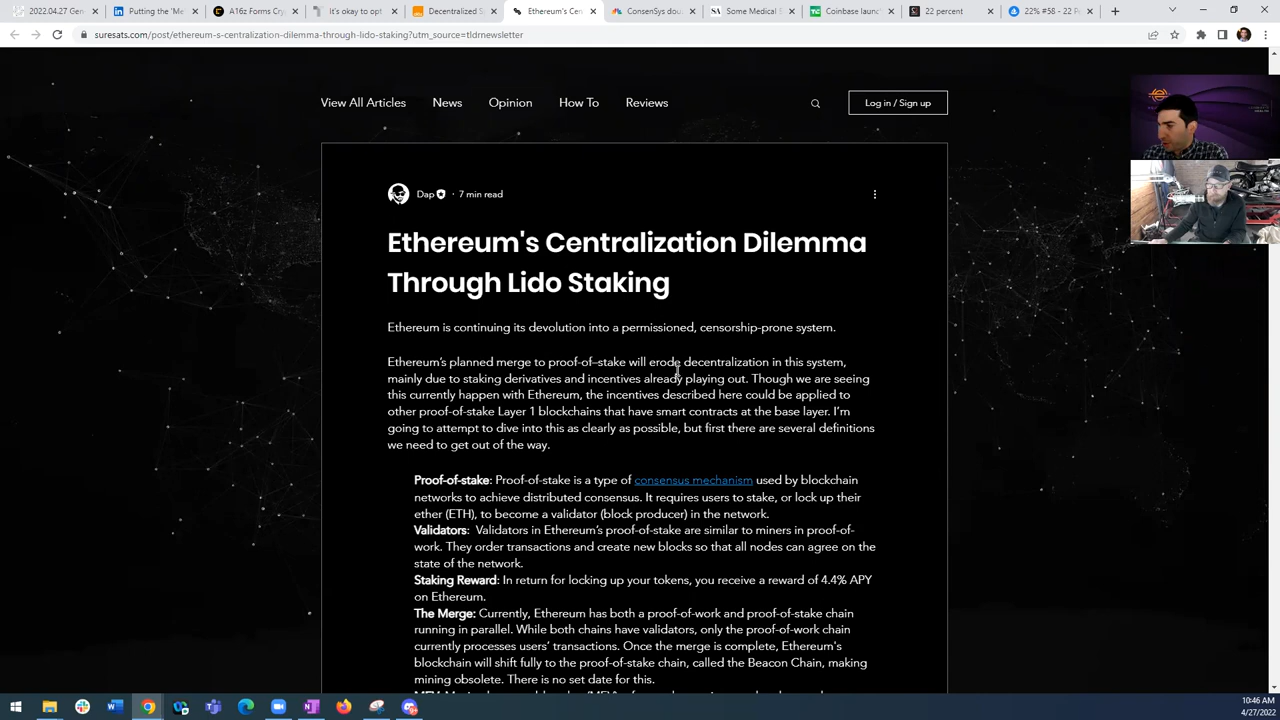 2022.04.27 Gen
Putting the 'Me
A16z Forms Cry
It's okay to opt
Decentralized S
Ethereum's Cen
ConsenSys dou
Some Medical E
Coinbase launc
22 percent
22% #58 - 22 Pe
suresats.com/post/ethereum-s-centralization-dilemma-through-lido-staking?utm_source=tldrnewsletter
View All Articles News Opinion How To Reviews Log in / Sign up
Dap · 7 min read
Ethereum's Centralization Dilemma
Through Lido Staking
Ethereum is continuing its devolution into a permissioned, censorship-prone system.
Ethereum’s planned merge to proof-of–stake will erode decentralization in this system,
mainly due to staking derivatives and incentives already playing out. Though we are seeing
this currently happen with Ethereum, the incentives described here could be applied to
other proof-of-stake Layer 1 blockchains that have smart contracts at the base layer. I’m
going to attempt to dive into this as clearly as possible, but first there are several definitions
we need to get out of the way.
Proof-of-stake: Proof-of-stake is a type of consensus mechanism used by blockchain
networks to achieve distributed consensus. It requires users to stake, or lock up their
ether (ETH), to become a validator (block producer) in the network.
Validators: Validators in Ethereum’s proof-of-stake are similar to miners in proof-of-
work. They order transactions and create new blocks so that all nodes can agree on the
state of the network.
Staking Reward: In return for locking up your tokens, you receive a reward of 4.4% APY
on Ethereum.
The Merge: Currently, Ethereum has both a proof-of-work and proof-of-stake chain
running in parallel. While both chains have validators, only the proof-of-work chain
currently processes users’ transactions. Once the merge is complete, Ethereum's
blockchain will shift fully to the proof-of-stake chain, called the Beacon Chain, making
mining obsolete. There is no set date for this.
10:46 AM
4/27/2022